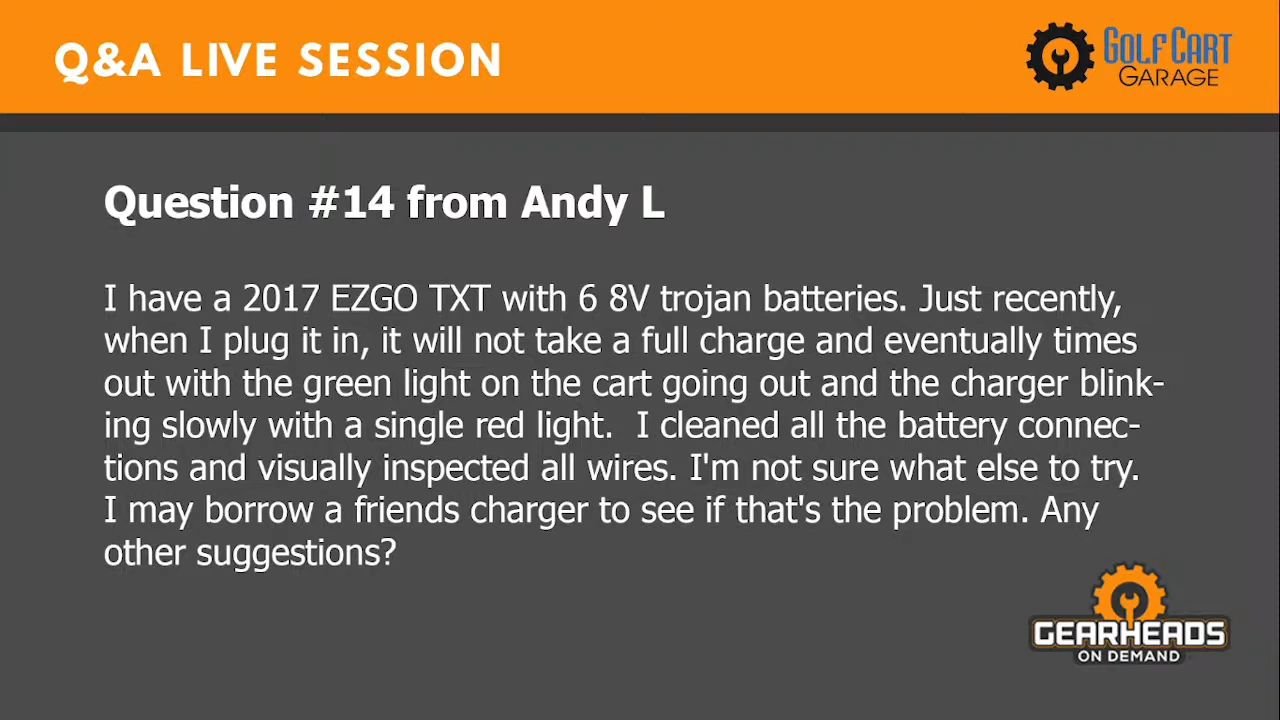 Q&A LIVE SESSION
GOLF CART
GARAGE
Question #14 from Andy L
I have a 2017 EZGO TXT with 6 8V trojan batteries. Just recently,
when I plug it in, it will not take a full charge and eventually times
out with the green light on the cart going out and the charger blink-
ing slowly with a single red light.  I cleaned all the battery connec-
tions and visually inspected all wires. I'm not sure what else to try.
I may borrow a friends charger to see if that's the problem. Any
other suggestions?
GEARHEADS
ON DEMAND